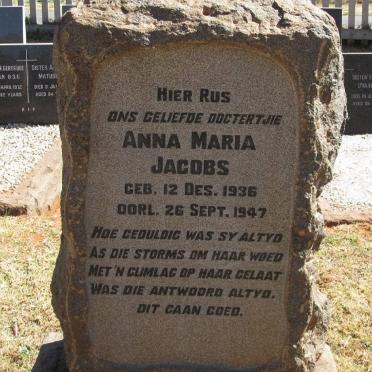 HIER RUS
ONS GELIEFDE DOGTERTJIE
ANNA MARIA
JACOBS
GEB. 12 DES. 1936
OORL. 26 SEPT. 1947
HOE GEDULDIG WAS SY ALTYD
AS DIE STORMS OM HAAR WOED
MET 'N GLIMLAG OP HAAR GELAAT
WAS DIE ANTWOORD ALTYD,
DIT GAAN GOED.
SISTER
R.I.P